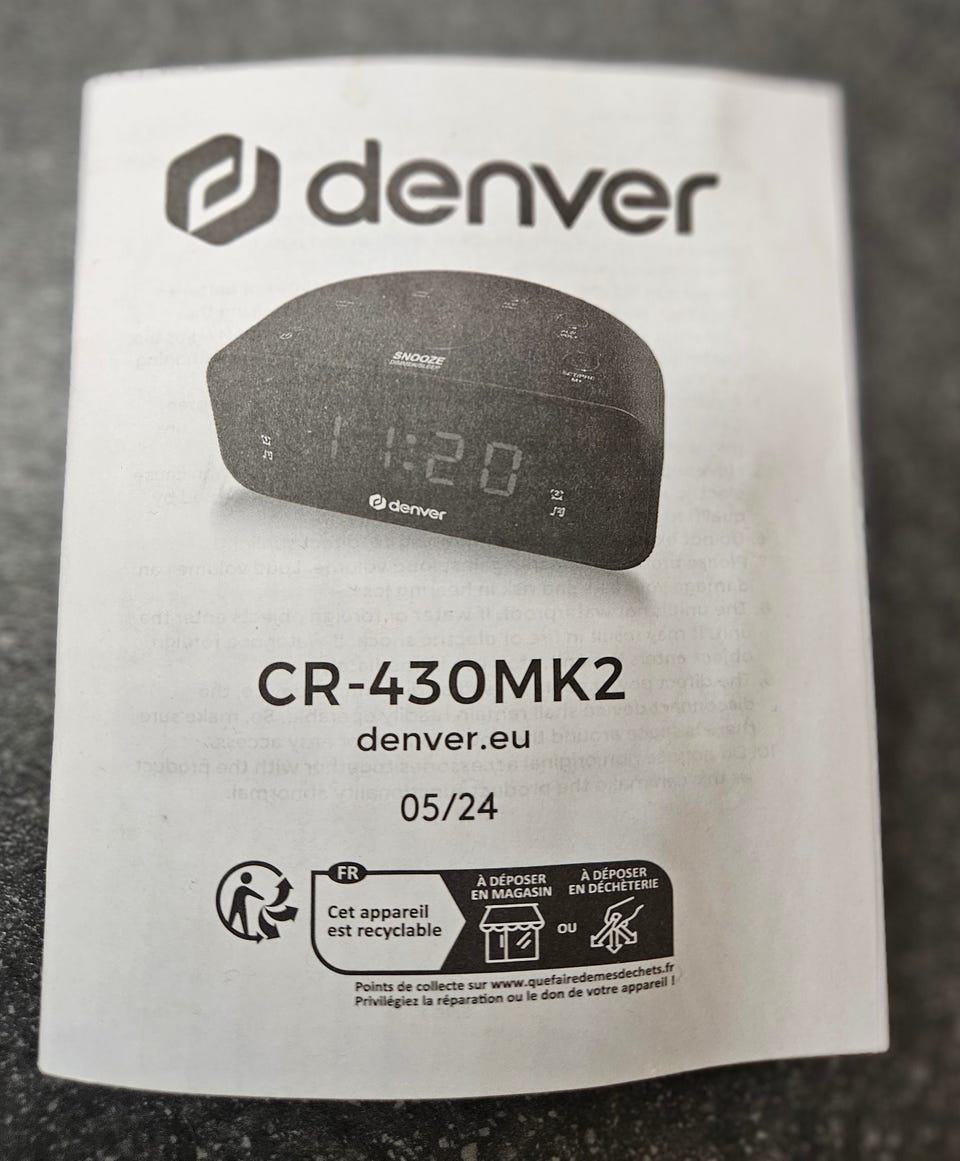 denver
SNOOZE
11:20
denver
CR-430MK2
denver.eu
05/24
FR
Cet appareil
est recyclable
À DÉPOSER
EN MAGASIN
OU
À DÉPOSER
EN DÉCHÈTERIE
Points de collecte sur www.quefairedemesdechets.fr
Privilégiez la réparation ou le don de votre appareil !